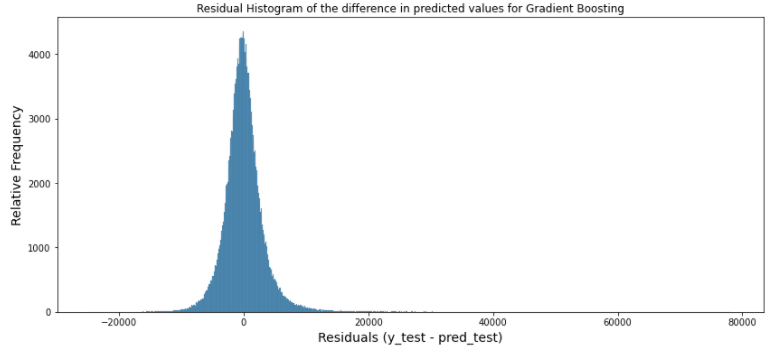 Residual Histogram of the difference in predicted values for Gradient Boosting
Relative Frequency
4000
3000
2000
1000
0
−20000 0 20000 40000 60000 80000
Residuals (y_test - pred_test)